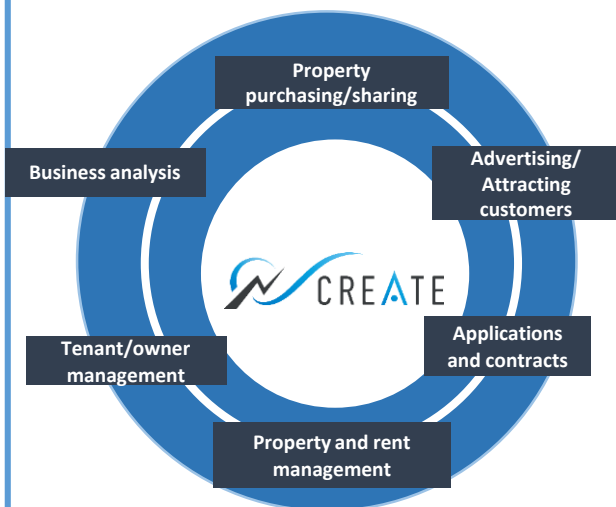 Property
purchasing/sharing
Advertising/
Attracting
customers
Business analysis
CREATE
Applications
and contracts
Tenant/owner
management
Property and rent
management